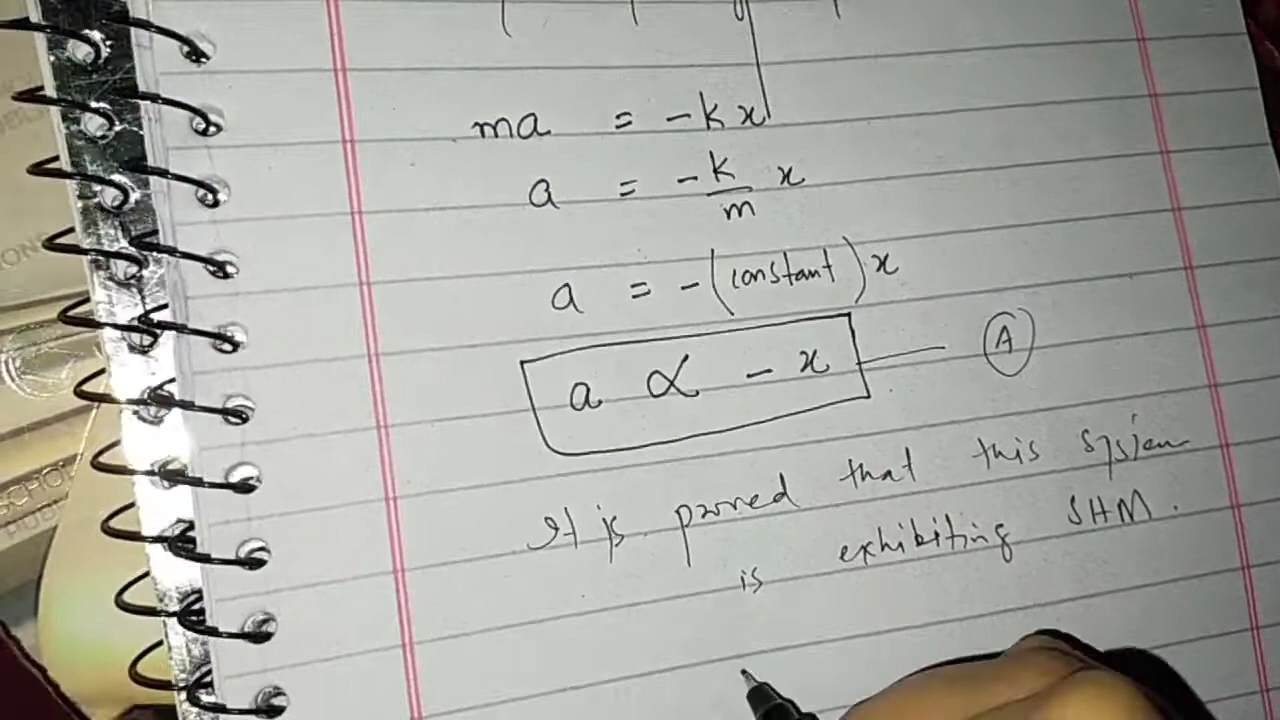 ma = -kx
a = -k/m x
a = -(constant)x
a ∝ -x — A
It is proved that this system
is exhibiting SHM.